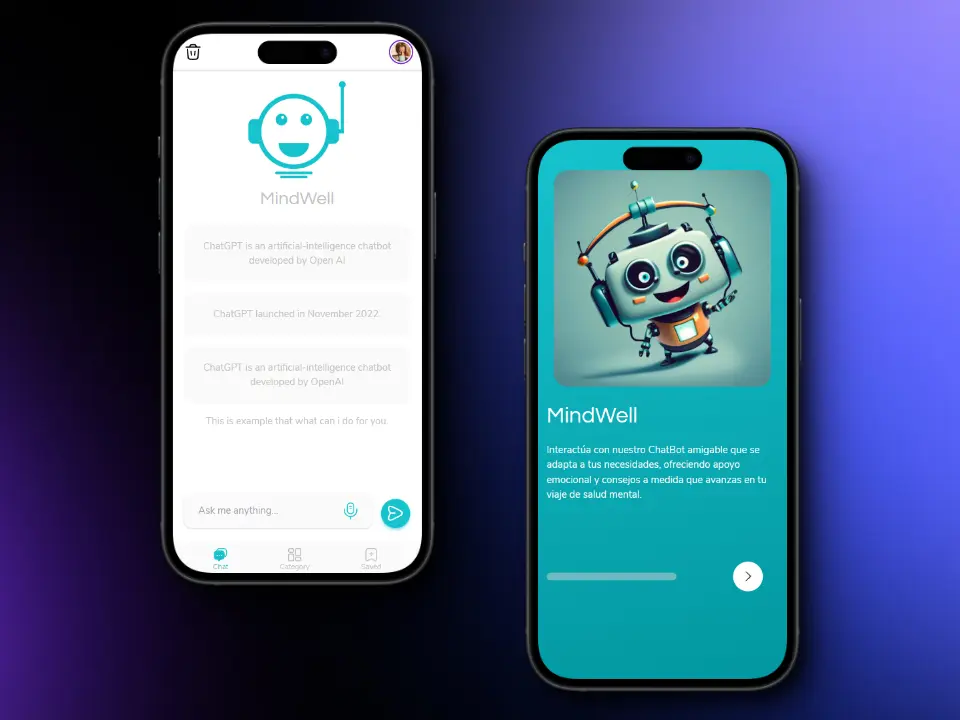 MindWell
ChatGPT is an artificial-intelligence chatbot
developed by Open AI
ChatGPT launched in November 2022
ChatGPT is an artificial-intelligence chatbot
developed by OpenAI
This is example that what can i do for you.
Ask me anything...
Chat
Category
Saved
MindWell
Interactúa con nuestro ChatBot amigable que se
adapta a tus necesidades, ofreciendo apoyo
emocional y consejos a medida que avanzas en tu
viaje de salud mental.